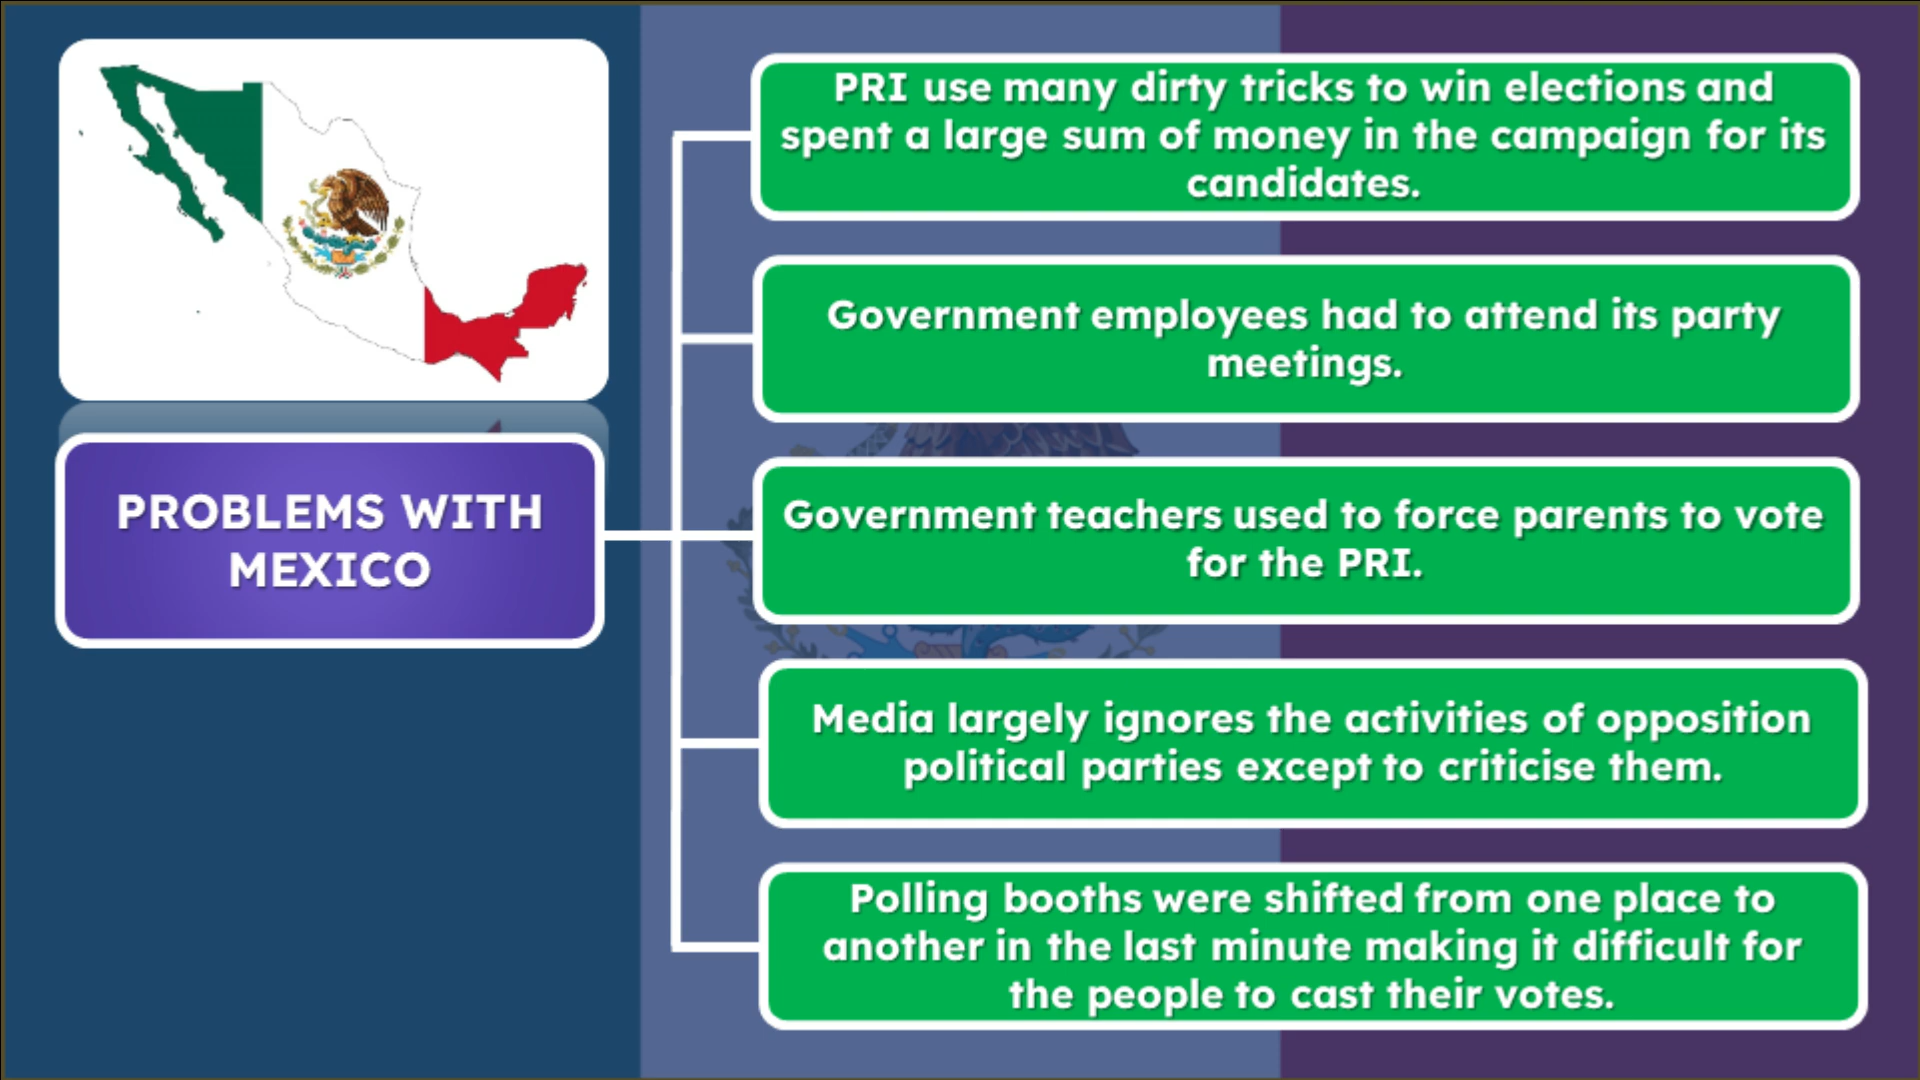 PROBLEMS WITH
MEXICO
PRI use many dirty tricks to win elections and
spent a large sum of money in the campaign for its
candidates.
Government employees had to attend its party
meetings.
Government teachers used to force parents to vote
for the PRI.
Media largely ignores the activities of opposition
political parties except to criticise them.
Polling booths were shifted from one place to
another in the last minute making it difficult for
the people to cast their votes.